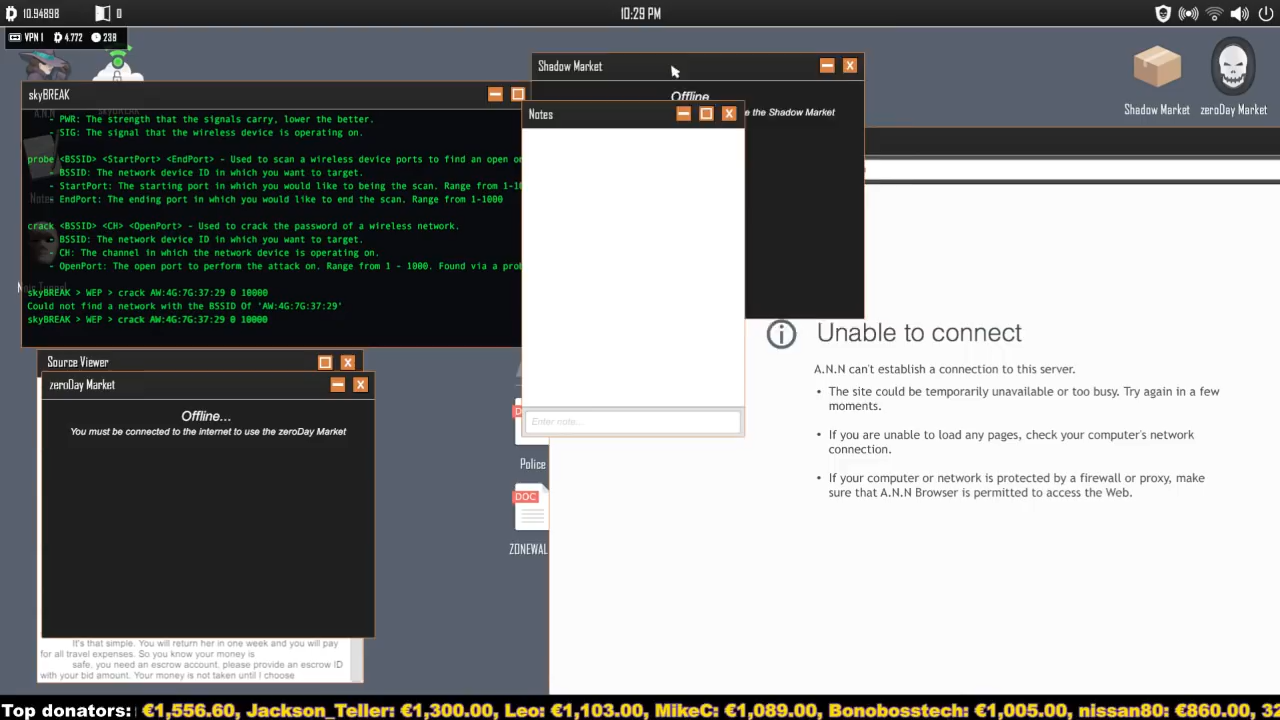 10.94898
0
10:29 PM
VPN 1
4.772
238
Shadow Market
zeroDay Market
skyBREAK
- PWR: The strength that the signals carry, lower the better.
- SIG: The signal that the wireless device is operating on.
probe <BSSID> <StartPort> <EndPort> - Used to scan a wireless device ports to find an open
- BSSID: The network device ID in which you want to target.
- StartPort: The starting port in which you would like to being the scan. Range from 1-10
- EndPort: The ending port in which you would like to end the scan. Range from 1-1000
crack <BSSID> <CH> <OpenPort> - Used to crack the password of a wireless network.
- BSSID: The network device ID in which you want to target.
- CH: The channel in which the network device is operating on.
- OpenPort: The open port to perform the attack on. Range from 1 - 1000. Found via a
skyBREAK > WEP > crack AW:4G:7G:37:29 0 10000
Could not find a network with the BSSID Of 'AW:4G:7G:37:29'
skyBREAK > WEP > crack AW:4G:7G:37:29 0 10000
A.N.N
Shadow Market
Offline
e the Shadow Market
Notes
Enter note...
Source Viewer
zeroDay Market
Offline...
You must be connected to the internet to use the zeroDay Market
It's that simple. You will return her in one week and you will pay
for all travel expenses. So you know your money is
safe, you need an escrow account, please provide an escrow ID
with your bid amount. Your money is not taken until I choose
Police
DOC
ZONEWAL
Unable to connect
A.N.N can't establish a connection to this server.
• The site could be temporarily unavailable or too busy. Try again in a few
moments.
• If you are unable to load any pages, check your computer's network
connection.
• If your computer or network is protected by a firewall or proxy, make
sure that A.N.N Browser is permitted to access the Web.
Top donators: €1,556.60, Jackson_Teller: €1,300.00, Leo: €1,103.00, MikeC: €1,089.00, Bonobosstech: €1,005.00, nissan80: €860.00, 32